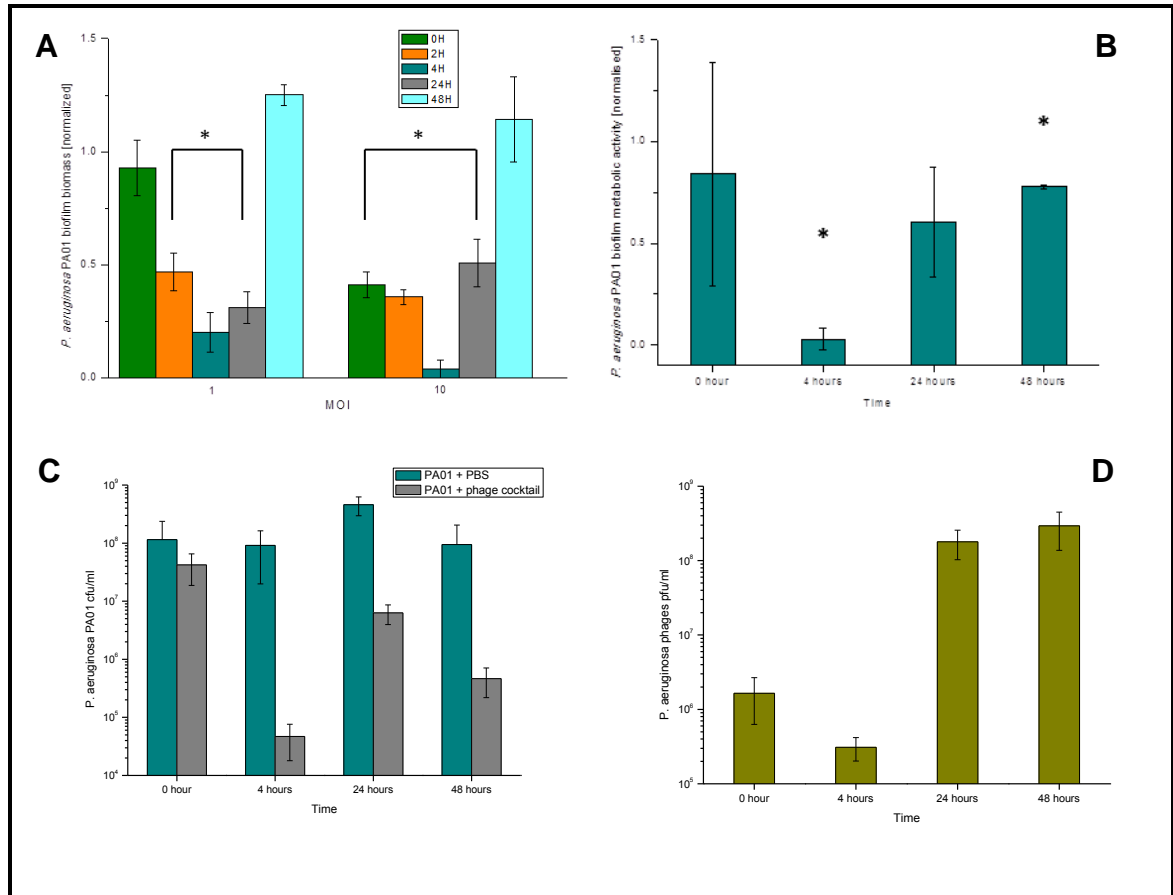 A
0H
2H
4H
24H
48H
P. aeruginosa PA01 biofilm biomass [normalized]
1.5
1.0
0.5
0.0
*
*
1
10
MOI
B
P. aeruginosa PA01 biofilm metabolic activity [normalised]
1.5
1.0
0.5
0.0
*
*
0 hour
4 hours
24 hours
48 hours
Time
C
PA01 + PBS
PA01 + phage cocktail
P. aeruginosa PA01 cfu/ml
10⁹
10⁸
10⁷
10⁶
10⁵
10⁴
0 hour
4 hours
24 hours
48 hours
Time
D
P. aeruginosa phages pfu/ml
10⁹
10⁸
10⁷
10⁶
10⁵
0 hour
4 hours
24 hours
48 hours
Time